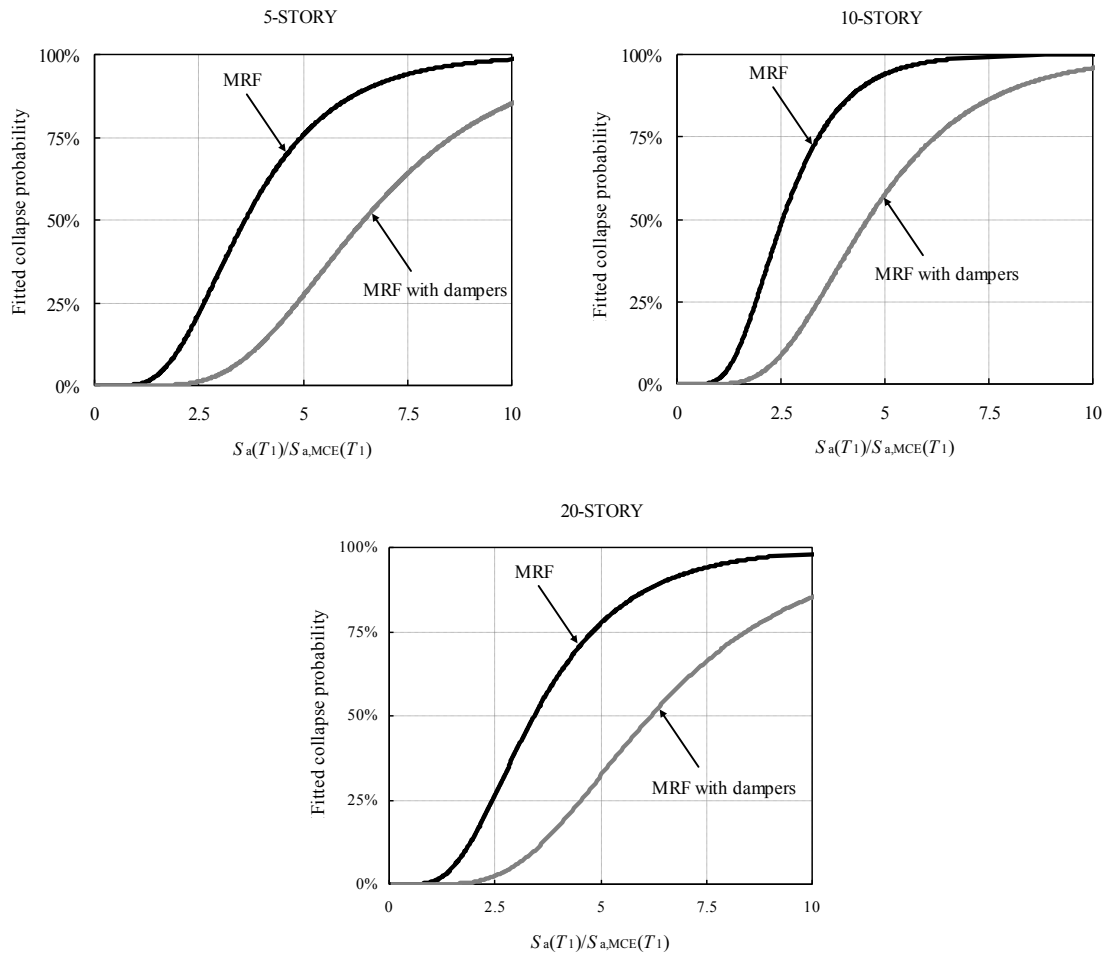 5-STORY
100%
75%
50%
25%
0%
Fitted collapse probability
MRF
MRF with dampers
0 2.5 5 7.5 10
Sa(T1)/Sa,MCE(T1)
10-STORY
100%
75%
50%
25%
0%
Fitted collapse probability
MRF
MRF with dampers
0 2.5 5 7.5 10
Sa(T1)/Sa,MCE(T1)
20-STORY
100%
75%
50%
25%
0%
Fitted collapse probability
MRF
MRF with dampers
0 2.5 5 7.5 10
Sa(T1)/Sa,MCE(T1)